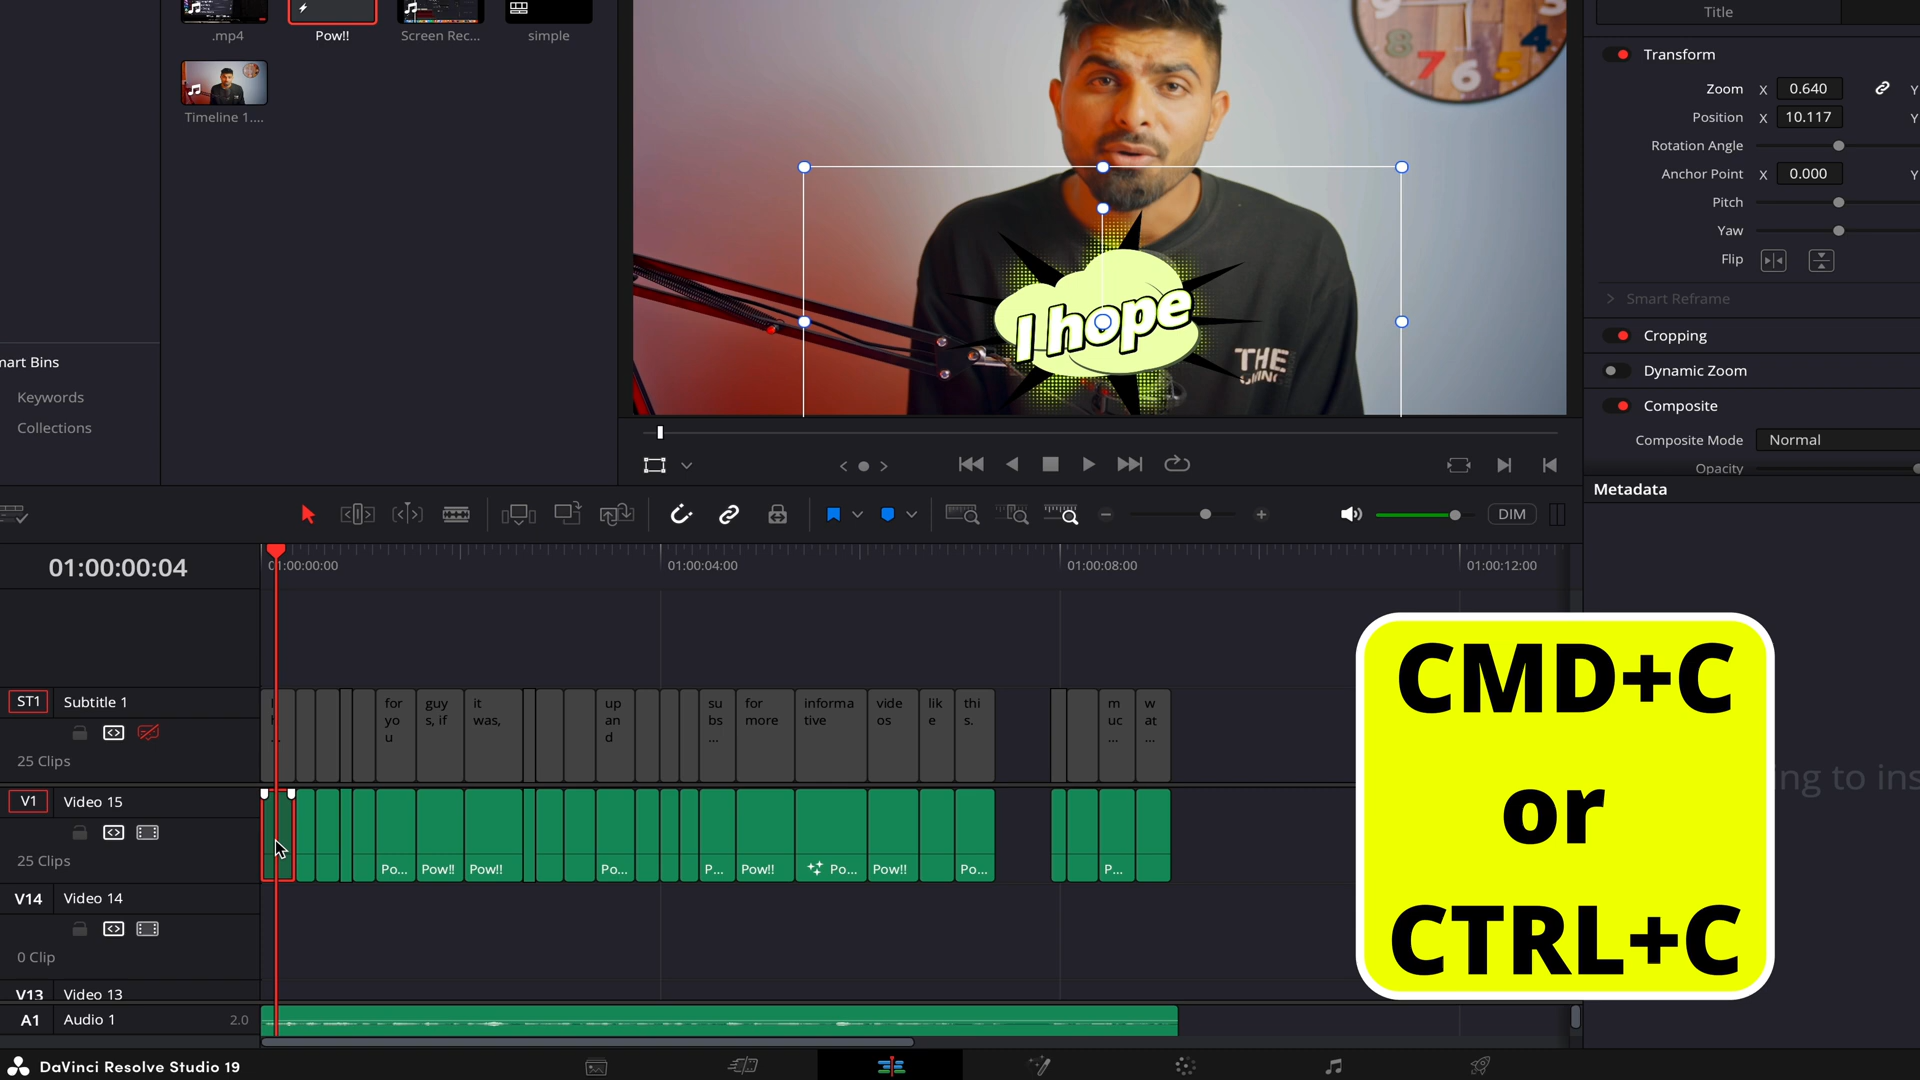 .mp4
Pow!!
Screen Rec...
simple
Timeline 1....
mart Bins
Keywords
Collections
I hope
THE
Title
Transform
Zoom X 0.640 Y
Position X 10.117 Y
Rotation Angle
Anchor Point X 0.000 Y
Pitch
Yaw
Flip
Smart Reframe
Cropping
Dynamic Zoom
Composite
Composite Mode Normal
Opacity
Metadata
DIM
01:00:00:04
01:00:00:00
01:00:04:00
01:00:08:00
01:00:12:00
ST1 Subtitle 1
25 Clips
for
yo
u
guy
s, if
it
was,
up
an
d
su
bs
...
for
more
informa
tive
vide
os
lik
e
thi
s.
m
uc
...
w
at
...
V1 Video 15
25 Clips
Po...
Pow!!
Pow!!
Po...
P...
Pow!!
Po...
Pow!!
Po...
P...
V14 Video 14
0 Clip
V13 Video 13
A1 Audio 1 2.0
CMD+C
or
CTRL+C
ng to ins
DaVinci Resolve Studio 19